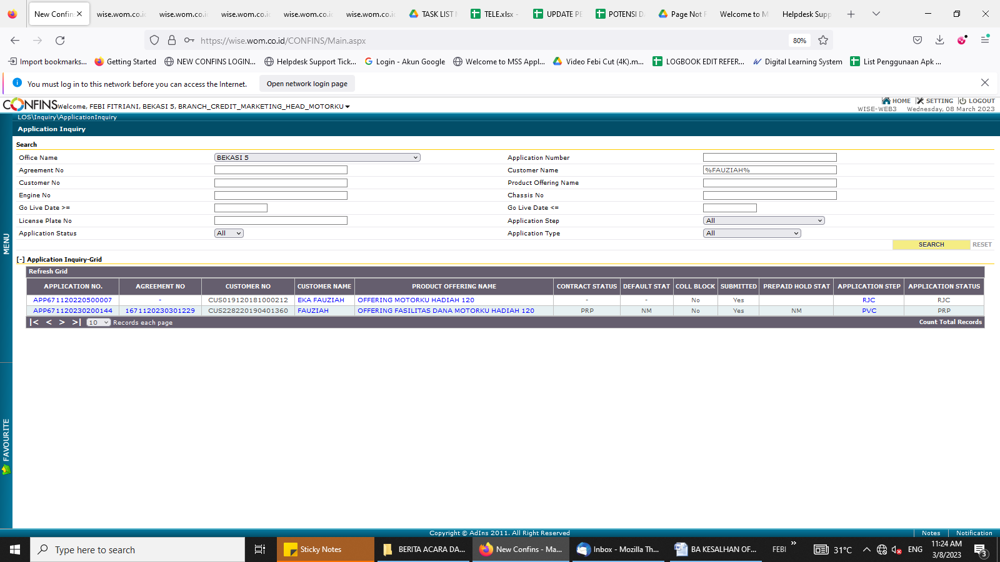 New Confin
wise.wom.co.id
wise.wom.co.id
wise.wom.co.id
wise.wom.co.id
wise.wom.co.id
TASK LIST
TELE.xlsx -
UPDATE PE
POTENSI D
Page Not F
Welcome to M
Helpdesk Supp
https://wise.wom.co.id/CONFINS/Main.aspx
80%
Import bookmarks...
Getting Started
NEW CONFINS LOGIN...
Helpdesk Support Tick...
Login - Akun Google
Welcome to MSS Appl...
Video Febi Cut (4K).m...
LOGBOOK EDIT REFER...
Digital Learning System
List Penggunaan Apk ...
You must log in to this network before you can access the Internet.
Open network login page
CONFINS Welcome, FEBI FITRIANI, BEKASI 5, BRANCH_CREDIT_MARKETING_HEAD_MOTORKU
HOME SETTING LOGOUT
WISE-WEB3 Wednesday, 08 March 2023
LOS\Inquiry\ApplicationInquiry
Application Inquiry
Search
Office Name BEKASI 5 Application Number
Agreement No Customer Name %FAUZIAH%
Customer No Product Offering Name
Engine No Chassis No
Go Live Date >= Go Live Date <=
License Plate No Application Step All
Application Status All Application Type All
SEARCH RESET
MENU
FAVOURITE
[-] Application Inquiry-Grid
Refresh Grid
APPLICATION NO. AGREEMENT NO CUSTOMER NO CUSTOMER NAME PRODUCT OFFERING NAME CONTRACT STATUS DEFAULT STAT COLL BLOCK SUBMITTED PREPAID HOLD STAT APPLICATION STEP APPLICATION STATUS
APP671120220500007 - CUS019120181000212 EKA FAUZIAH OFFERING MOTORKU HADIAH 120 - - No Yes RJC RJC
APP671120230200144 1671120230301229 CUS228220190401360 FAUZIAH OFFERING FASILITAS DANA MOTORKU HADIAH 120 PRP NM No Yes NM PVC PRP
|< < > >| 10 Records each page Count Total Records
Copyright © AdIns 2011. All Right Reserved
Notes Notification
Type here to search
Sticky Notes
BERITA ACARA DA...
New Confins - Ma...
Inbox - Mozilla Th...
BA KESALHAN OF...
FEBI »
31°C
ENG
11:24 AM
3/8/2023
3